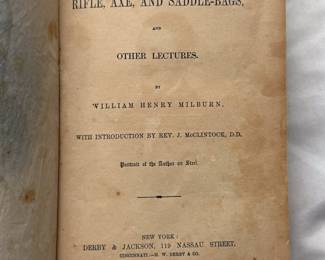 RIFLE, AXE, AND SADDLE-BAGS,
AND
OTHER LECTURES.
BY
WILLIAM HENRY MILBURN,
WITH INTRODUCTION BY REV. J. McCLINTOCK, D.D.
Portrait of the Author on Steel.
NEW YORK:
DERBY & JACKSON, 119 NASSAU STREET,
CINCINNATI:—H. W. DERBY & CO.